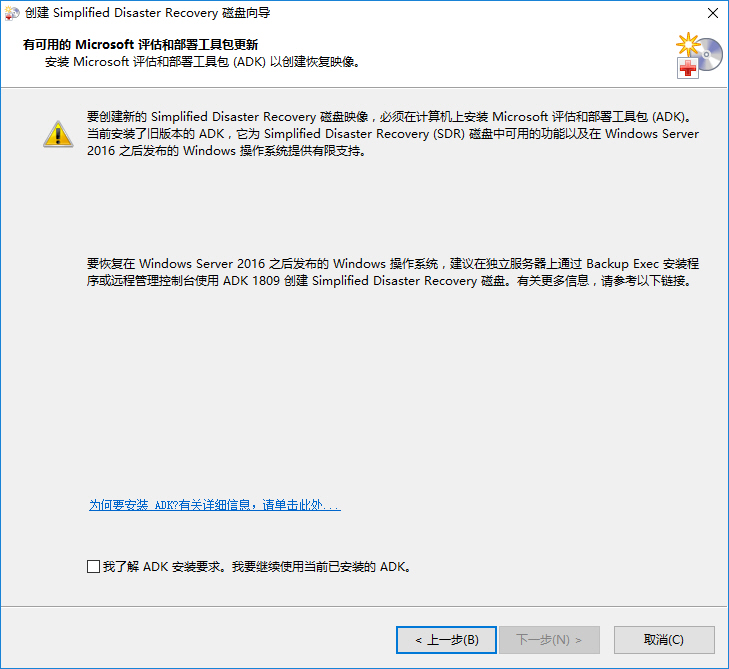 创建 Simplified Disaster Recovery 磁盘向导
有可用的 Microsoft 评估和部署工具包更新
安装 Microsoft 评估和部署工具包 (ADK) 以创建恢复映像。
要创建新的 Simplified Disaster Recovery 磁盘映像，必须在计算机上安装 Microsoft 评估和部署工具包 (ADK)。
当前安装了旧版本的 ADK，它为 Simplified Disaster Recovery (SDR) 磁盘中可用的功能以及在 Windows Server
2016 之后发布的 Windows 操作系统提供有限支持。
要恢复在 Windows Server 2016 之后发布的 Windows 操作系统，建议在独立服务器上通过 Backup Exec 安装程
序或远程管理控制台使用 ADK 1809 创建 Simplified Disaster Recovery 磁盘。有关更多信息，请参考以下链接。
为何要安装 ADK?有关详细信息，请单击此处...
我了解 ADK 安装要求。我要继续使用当前已安装的 ADK。
< 上一步(B) 下一步(N) > 取消(C)